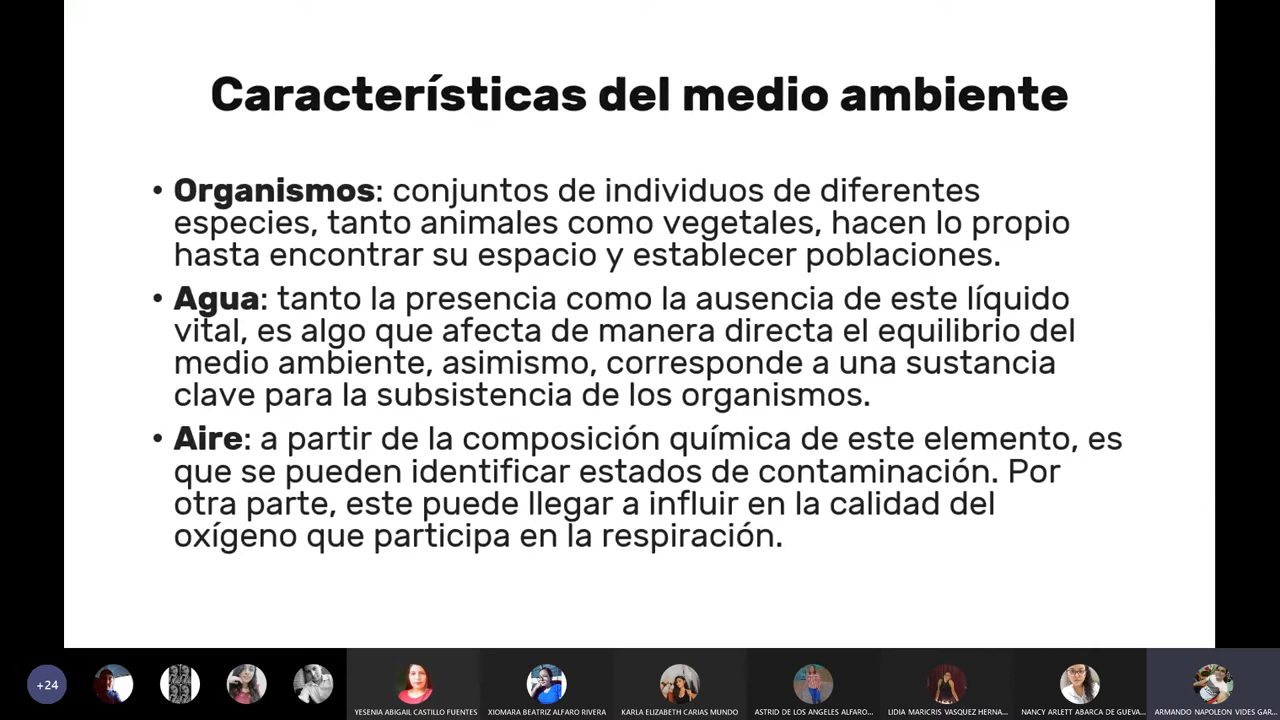 Características del medio ambiente
• Organismos: conjuntos de individuos de diferentes
especies, tanto animales como vegetales, hacen lo propio
hasta encontrar su espacio y establecer poblaciones.
• Agua: tanto la presencia como la ausencia de este líquido
vital, es algo que afecta de manera directa el equilibrio del
medio ambiente, asimismo, corresponde a una sustancia
clave para la subsistencia de los organismos.
• Aire: a partir de la composición química de este elemento, es
que se pueden identificar estados de contaminación. Por
otra parte, este puede llegar a influir en la calidad del
oxígeno que participa en la respiración.
+24
YESENIA ABIGAIL CASTILLO FUENTES
XIOMARA BEATRIZ ALFARO RIVERA
KARLA ELIZABETH CARIAS MUNDO
ASTRID DE LOS ANGELES ALFARO...
LIDIA MARICRIS VASQUEZ HERNA...
NANCY ARLETT ABARCA DE GUEVA...
ARMANDO NAPOLEON VIDES GAR...